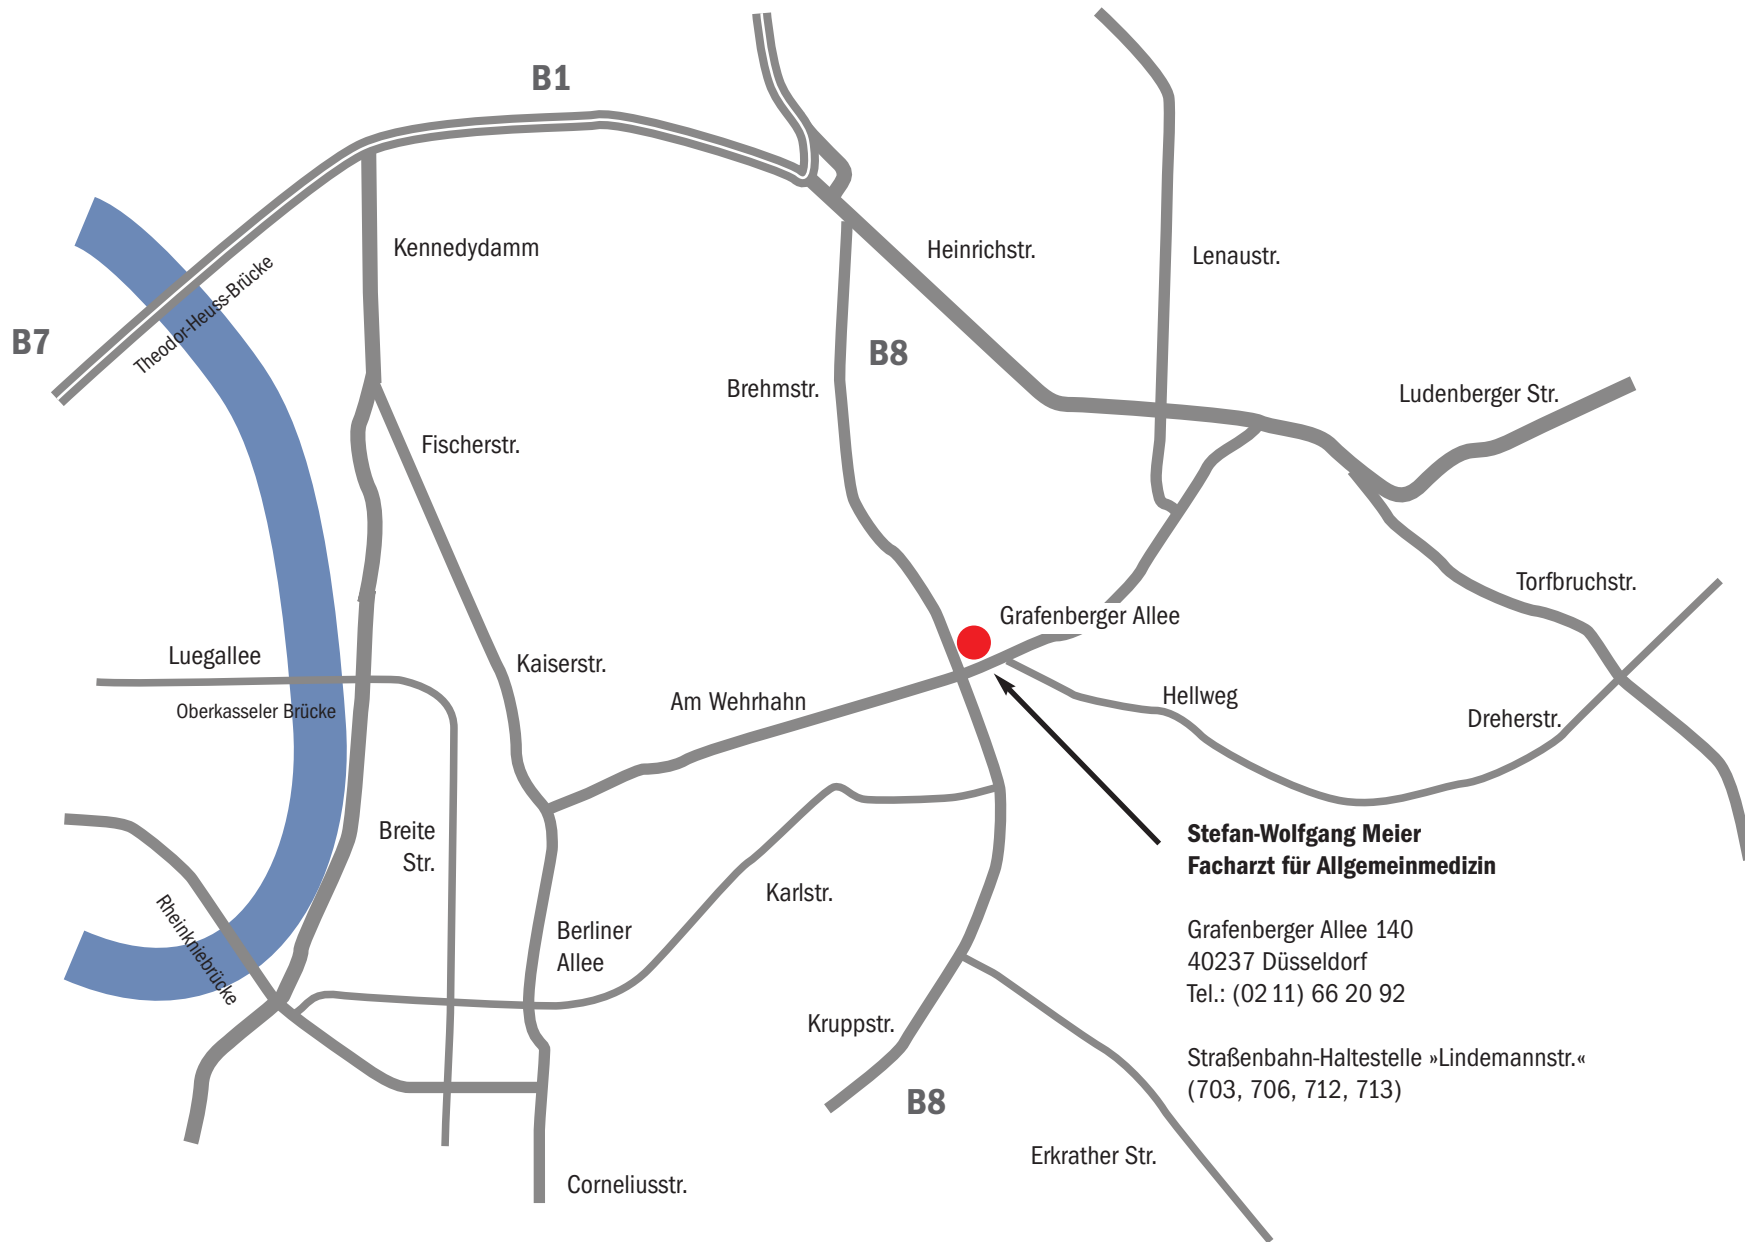 B1
Kennedydamm
Heinrichstr.
Lenaustr.
Theodor-Heuss-Brücke
B7
B8
Brehmstr.
Ludenberger Str.
Fischerstr.
Torfbruchstr.
Grafenberger Allee
Luegallee
Kaiserstr.
Am Wehrhahn
Hellweg
Oberkasseler Brücke
Dreherstr.
Breite
Str.
Stefan-Wolfgang Meier
Facharzt für Allgemeinmedizin
Karlstr.
Rheinkniebrücke
Berliner
Allee
Grafenberger Allee 140
40237 Düsseldorf
Tel.: (02 11) 66 20 92
Kruppstr.
Straßenbahn-Haltestelle »Lindemannstr.«
(703, 706, 712, 713)
B8
Erkrather Str.
Corneliusstr.